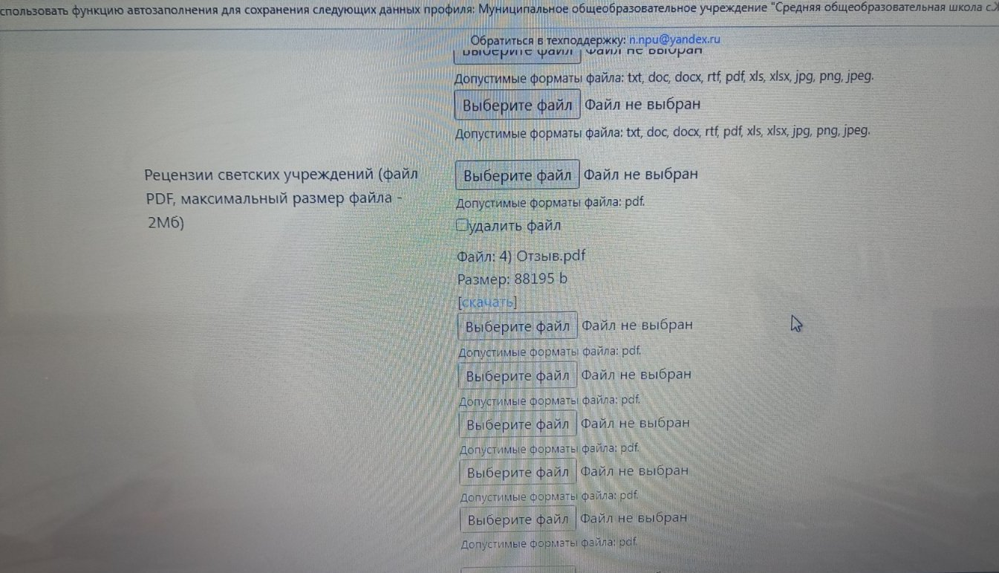 спользовать функцию автозаполнения для сохранения следующих данных профиля: Муниципальное общеобразовательное учреждение "Средняя общеобразовательная школа с.Ж
Обратиться в техподдержку: n.npu@yandex.ru
Выберите файл Файл не выбран
Допустимые форматы файла: txt, doc, docx, rtf, pdf, xls, xlsx, jpg, png, jpeg.
Выберите файл Файл не выбран
Допустимые форматы файла: txt, doc, docx, rtf, pdf, xls, xlsx, jpg, png, jpeg.
Рецензии светских учреждений (файл
PDF, максимальный размер файла -
2Мб)
Выберите файл Файл не выбран
Допустимые форматы файла: pdf.
удалить файл
Файл: 4) Отзыв.pdf
Размер: 88195 b
[скачать]
Выберите файл Файл не выбран
Допустимые форматы файла: pdf.
Выберите файл Файл не выбран
Допустимые форматы файла: pdf.
Выберите файл Файл не выбран
Допустимые форматы файла: pdf.
Выберите файл Файл не выбран
Допустимые форматы файла: pdf.
Выберите файл Файл не выбран
Допустимые форматы файла: pdf.